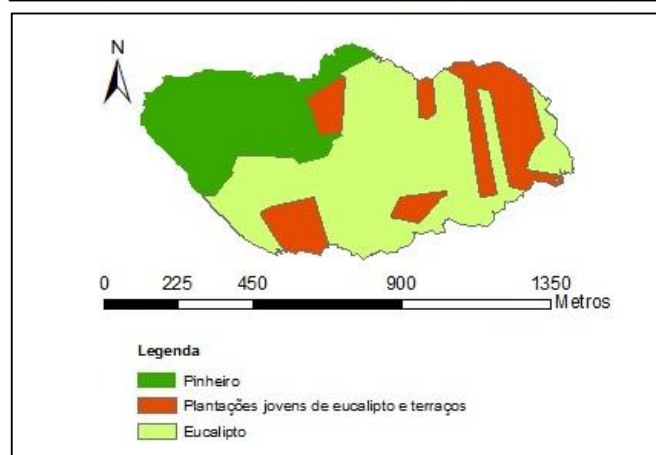 N
0 225 450 900 1350
Metros
Legenda
Pinheiro
Plantações jovens de eucalipto e terraços
Eucalipto